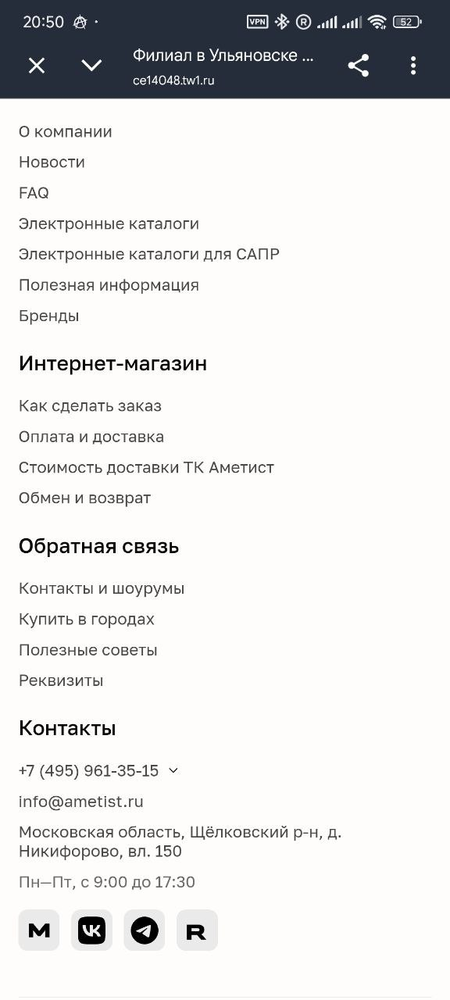 20:50
VPN
R
52
Филиал в Ульяновске ...
ce14048.tw1.ru
О компании
Новости
FAQ
Электронные каталоги
Электронные каталоги для САПР
Полезная информация
Бренды
Интернет-магазин
Как сделать заказ
Оплата и доставка
Стоимость доставки ТК Аметист
Обмен и возврат
Обратная связь
Контакты и шоурумы
Купить в городах
Полезные советы
Реквизиты
Контакты
+7 (495) 961-35-15
info@ametist.ru
Московская область, Щёлковский р-н, д.
Никифорово, вл. 150
Пн—Пт, с 9:00 до 17:30
M
R